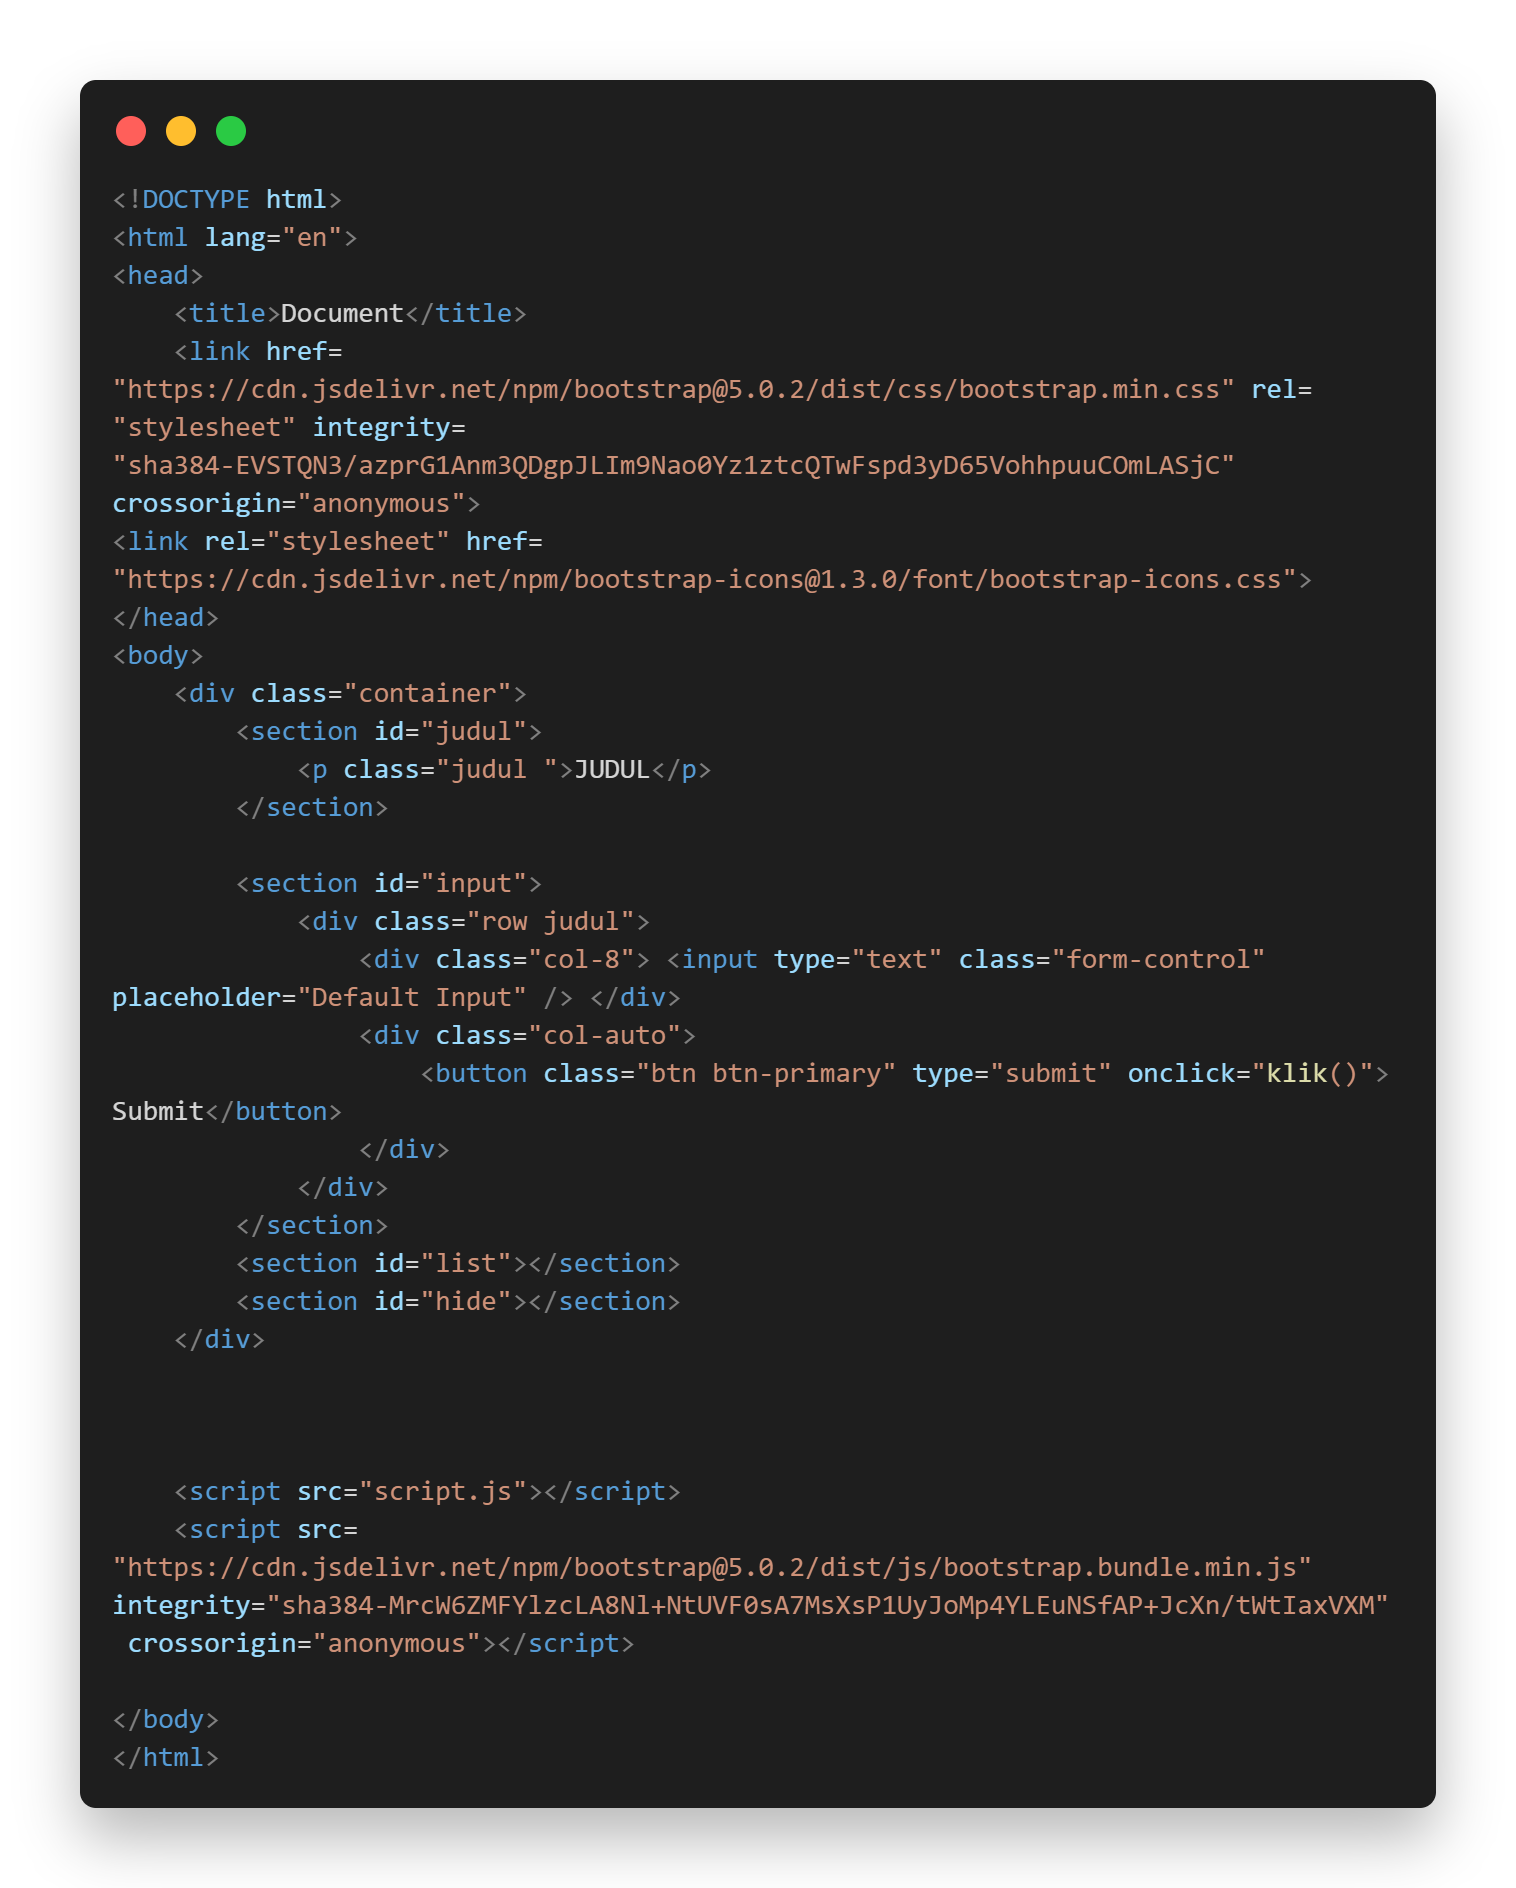 <!DOCTYPE html>
<html lang="en">
<head>
    <title>Document</title>
    <link href=
"https://cdn.jsdelivr.net/npm/bootstrap@5.0.2/dist/css/bootstrap.min.css" rel=
"stylesheet" integrity=
"sha384-EVSTQN3/azprG1Anm3QDgpJLIm9Nao0Yz1ztcQTwFspd3yD65VohhpuuCOmLASjC"
crossorigin="anonymous">
<link rel="stylesheet" href=
"https://cdn.jsdelivr.net/npm/bootstrap-icons@1.3.0/font/bootstrap-icons.css">
</head>
<body>
    <div class="container">
        <section id="judul">
            <p class="judul ">JUDUL</p>
        </section>

        <section id="input">
            <div class="row judul">
                <div class="col-8"> <input type="text" class="form-control"
placeholder="Default Input" /> </div>
                <div class="col-auto">
                    <button class="btn btn-primary" type="submit" onclick="klik()">
Submit</button>
                </div>
            </div>
        </section>
        <section id="list"></section>
        <section id="hide"></section>
    </div>

    <script src="script.js"></script>
    <script src=
"https://cdn.jsdelivr.net/npm/bootstrap@5.0.2/dist/js/bootstrap.bundle.min.js"
integrity="sha384-MrcW6ZMFYlzcLA8Nl+NtUVF0sA7MsXsP1UyJoMp4YLEuNSfAP+JcXn/tWtIaxVXM"
 crossorigin="anonymous"></script>

</body>
</html>